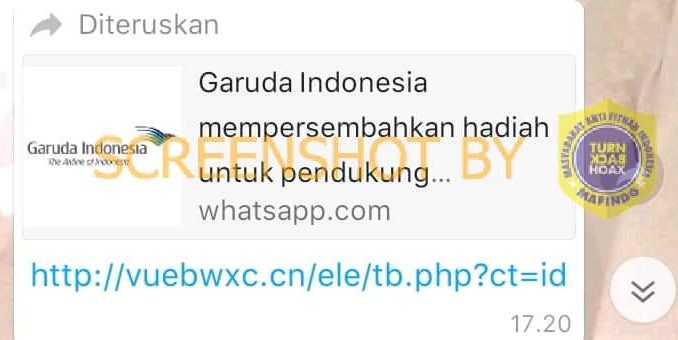 Diteruskan
Garuda Indonesia
mempersembahkan hadiah
untuk pendukung...
whatsapp.com
Garuda Indonesia
The Airline of Indonesia
SCREENSHOT BY
MASYARAKAT ANTI FITNAH INDONESIA
TURN
BACK
HOAX
MAFINDO
http://vuebwxc.cn/ele/tb.php?ct=id
17.20